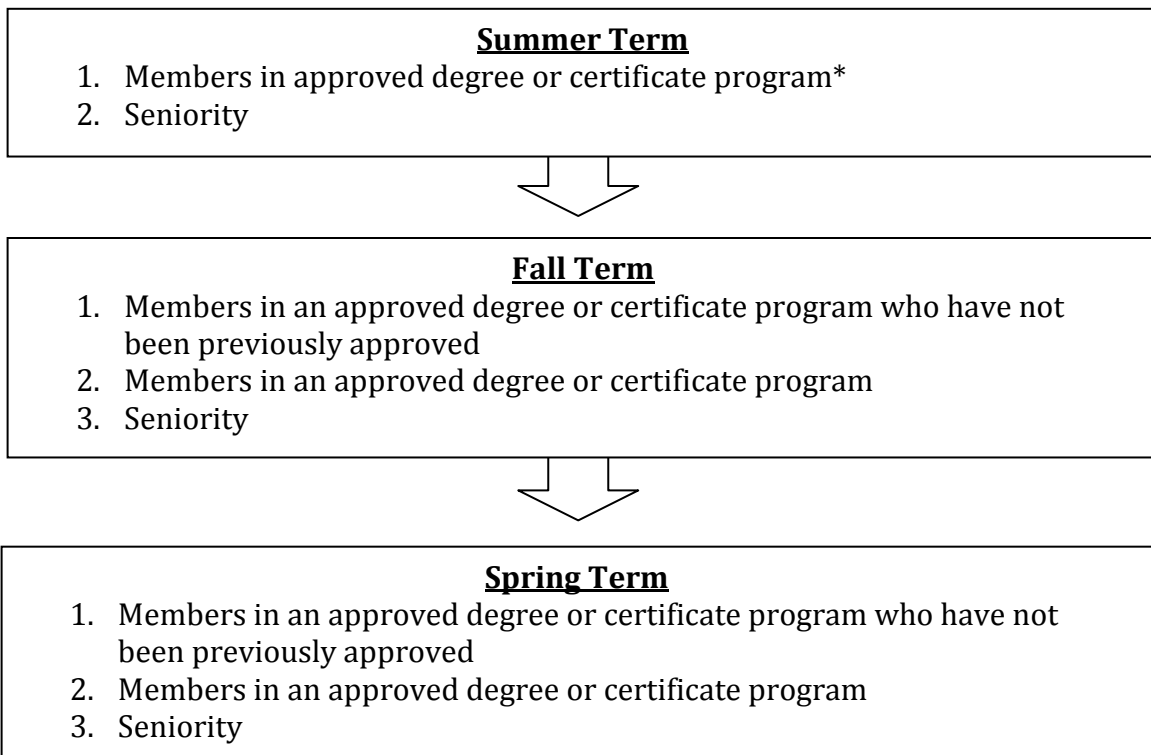 Summer Term
1. Members in approved degree or certificate program*
2. Seniority
Fall Term
1. Members in an approved degree or certificate program who have not
been previously approved
2. Members in an approved degree or certificate program
3. Seniority
Spring Term
1. Members in an approved degree or certificate program who have not
been previously approved
2. Members in an approved degree or certificate program
3. Seniority